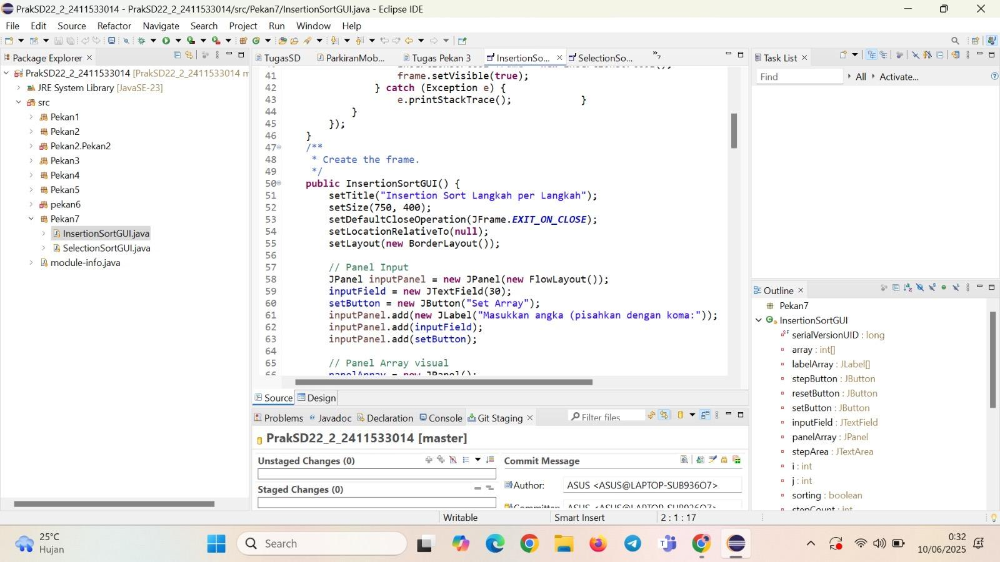 PrakSD22_2_2411533014 - PrakSD22_2_2411533014/src/Pekan7/InsertionSortGUI.java - Eclipse IDE
File Edit Source Refactor Navigate Search Project Run Window Help
Package Explorer
PrakSD22_2_2411533014 [PrakSD22_2_2411533014 m
JRE System Library [JavaSE-23]
src
Pekan1
Pekan2
Pekan2.Pekan2
Pekan3
Pekan4
Pekan5
pekan6
Pekan7
InsertionSortGUI.java
SelectionSortGUI.java
module-info.java
TugasSD ParkiranMob... Tugas Pekan 3 InsertionSo... SelectionSo... 7
41 frame.setVisible(true);
42 } catch (Exception e) {
43 e.printStackTrace(); }
44 }
45 });
46 }
47 /**
48 * Create the frame.
49 */
50 public InsertionSortGUI() {
51 setTitle("Insertion Sort Langkah per Langkah");
52 setSize(750, 400);
53 setDefaultCloseOperation(JFrame.EXIT_ON_CLOSE);
54 setLocationRelativeTo(null);
55 setLayout(new BorderLayout());
56
57 // Panel Input
58 JPanel inputPanel = new JPanel(new FlowLayout());
59 inputField = new JTextField(30);
60 setButton = new JButton("Set Array");
61 inputPanel.add(new JLabel("Masukkan angka (pisahkan dengan koma:"));
62 inputPanel.add(inputField);
63 inputPanel.add(setButton);
64
65 // Panel Array visual
66 panelArray = new JPanel();
Source Design
Problems Javadoc Declaration Console Git Staging
Filter files
PrakSD22_2_2411533014 [master]
Unstaged Changes (0)
Staged Changes (0)
Commit Message
Author: ASUS <ASUS@LAPTOP-SUB936O7>
Committer: ASUS <ASUS@LAPTOP-SUB936O7>
Task List
Find All Activate...
Outline
Pekan7
InsertionSortGUI
serialVersionUID : long
array : int[]
labelArray : JLabel[]
stepButton : JButton
resetButton : JButton
setButton : JButton
inputField : JTextField
panelArray : JPanel
stepArea : JTextArea
i : int
j : int
sorting : boolean
stepCount : int
Writable Smart Insert 2 : 1 : 17
25°C
Hujan
Search
0:32
10/06/2025